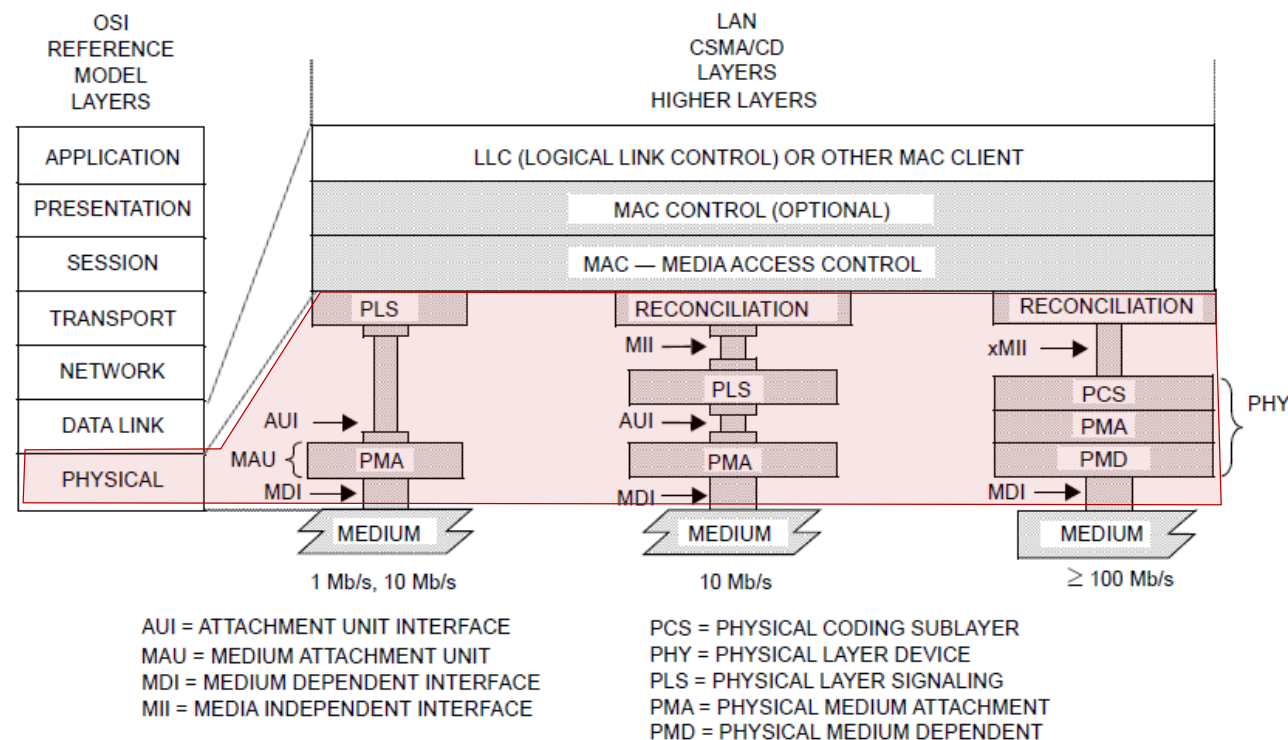 OSI
REFERENCE
MODEL
LAYERS
LAN
CSMA/CD
LAYERS
HIGHER LAYERS
APPLICATION
PRESENTATION
SESSION
TRANSPORT
NETWORK
DATA LINK
PHYSICAL
LLC (LOGICAL LINK CONTROL) OR OTHER MAC CLIENT
MAC CONTROL (OPTIONAL)
MAC — MEDIA ACCESS CONTROL
PLS
AUI
MAU
PMA
MDI
MEDIUM
1 Mb/s, 10 Mb/s
RECONCILIATION
MII
PLS
AUI
PMA
MDI
MEDIUM
10 Mb/s
RECONCILIATION
xMII
PCS
PMA
PMD
PHY
MDI
MEDIUM
≥ 100 Mb/s
AUI = ATTACHMENT UNIT INTERFACE
MAU = MEDIUM ATTACHMENT UNIT
MDI = MEDIUM DEPENDENT INTERFACE
MII = MEDIA INDEPENDENT INTERFACE
PCS = PHYSICAL CODING SUBLAYER
PHY = PHYSICAL LAYER DEVICE
PLS = PHYSICAL LAYER SIGNALING
PMA = PHYSICAL MEDIUM ATTACHMENT
PMD = PHYSICAL MEDIUM DEPENDENT